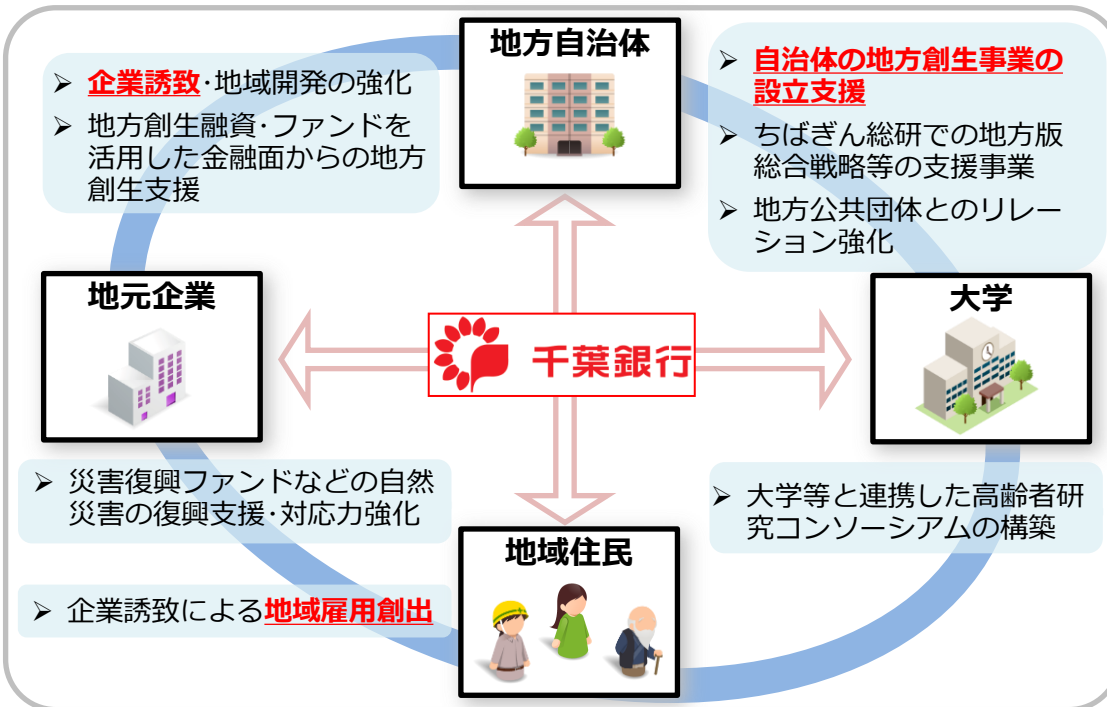 地方自治体
➢ 企業誘致･地域開発の強化
➢ 地方創生融資･ファンドを
活用した金融面からの地方
創生支援
➢ 自治体の地方創生事業の
設立支援
➢ ちばぎん総研での地方版
総合戦略等の支援事業
➢ 地方公共団体とのリレー
ション強化
地元企業
千葉銀行
大学
➢ 災害復興ファンドなどの自然
災害の復興支援･対応力強化
➢ 大学等と連携した高齢者研
究コンソーシアムの構築
地域住民
➢ 企業誘致による地域雇用創出